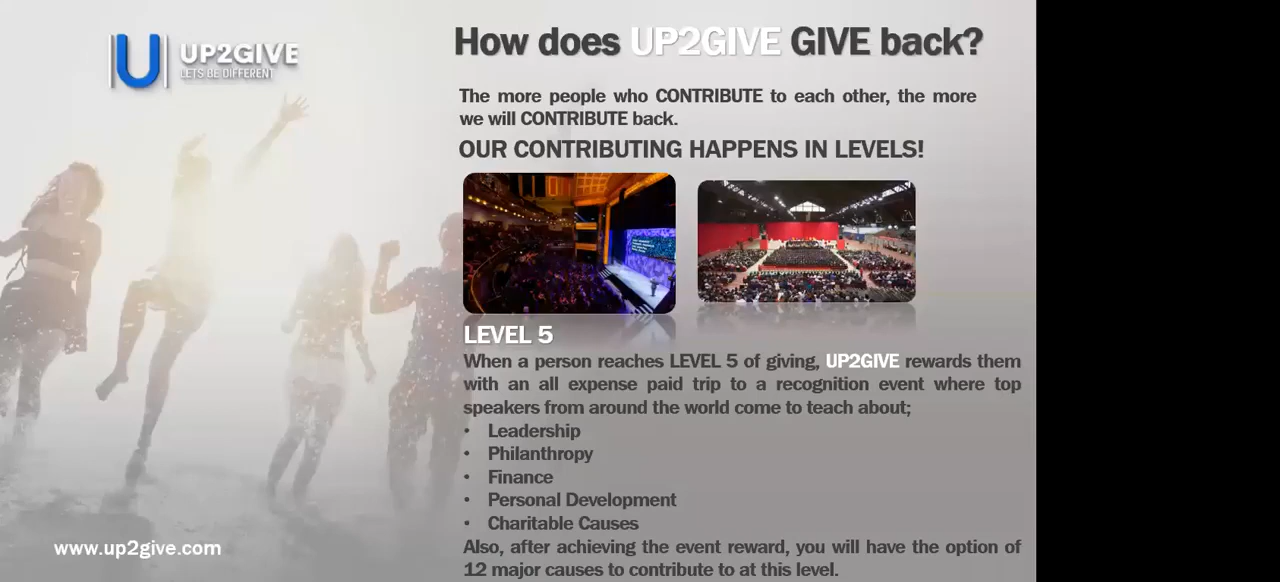 UP2GIVE
LETS BE DIFFERENT
How does UP2GIVE GIVE back?
The more people who CONTRIBUTE to each other, the more
we will CONTRIBUTE back.
OUR CONTRIBUTING HAPPENS IN LEVELS!
LEVEL 5
When a person reaches LEVEL 5 of giving, UP2GIVE rewards them
with an all expense paid trip to a recognition event where top
speakers from around the world come to teach about;
• Leadership
• Philanthropy
• Finance
• Personal Development
• Charitable Causes
Also, after achieving the event reward, you will have the option of
12 major causes to contribute to at this level.
www.up2give.com